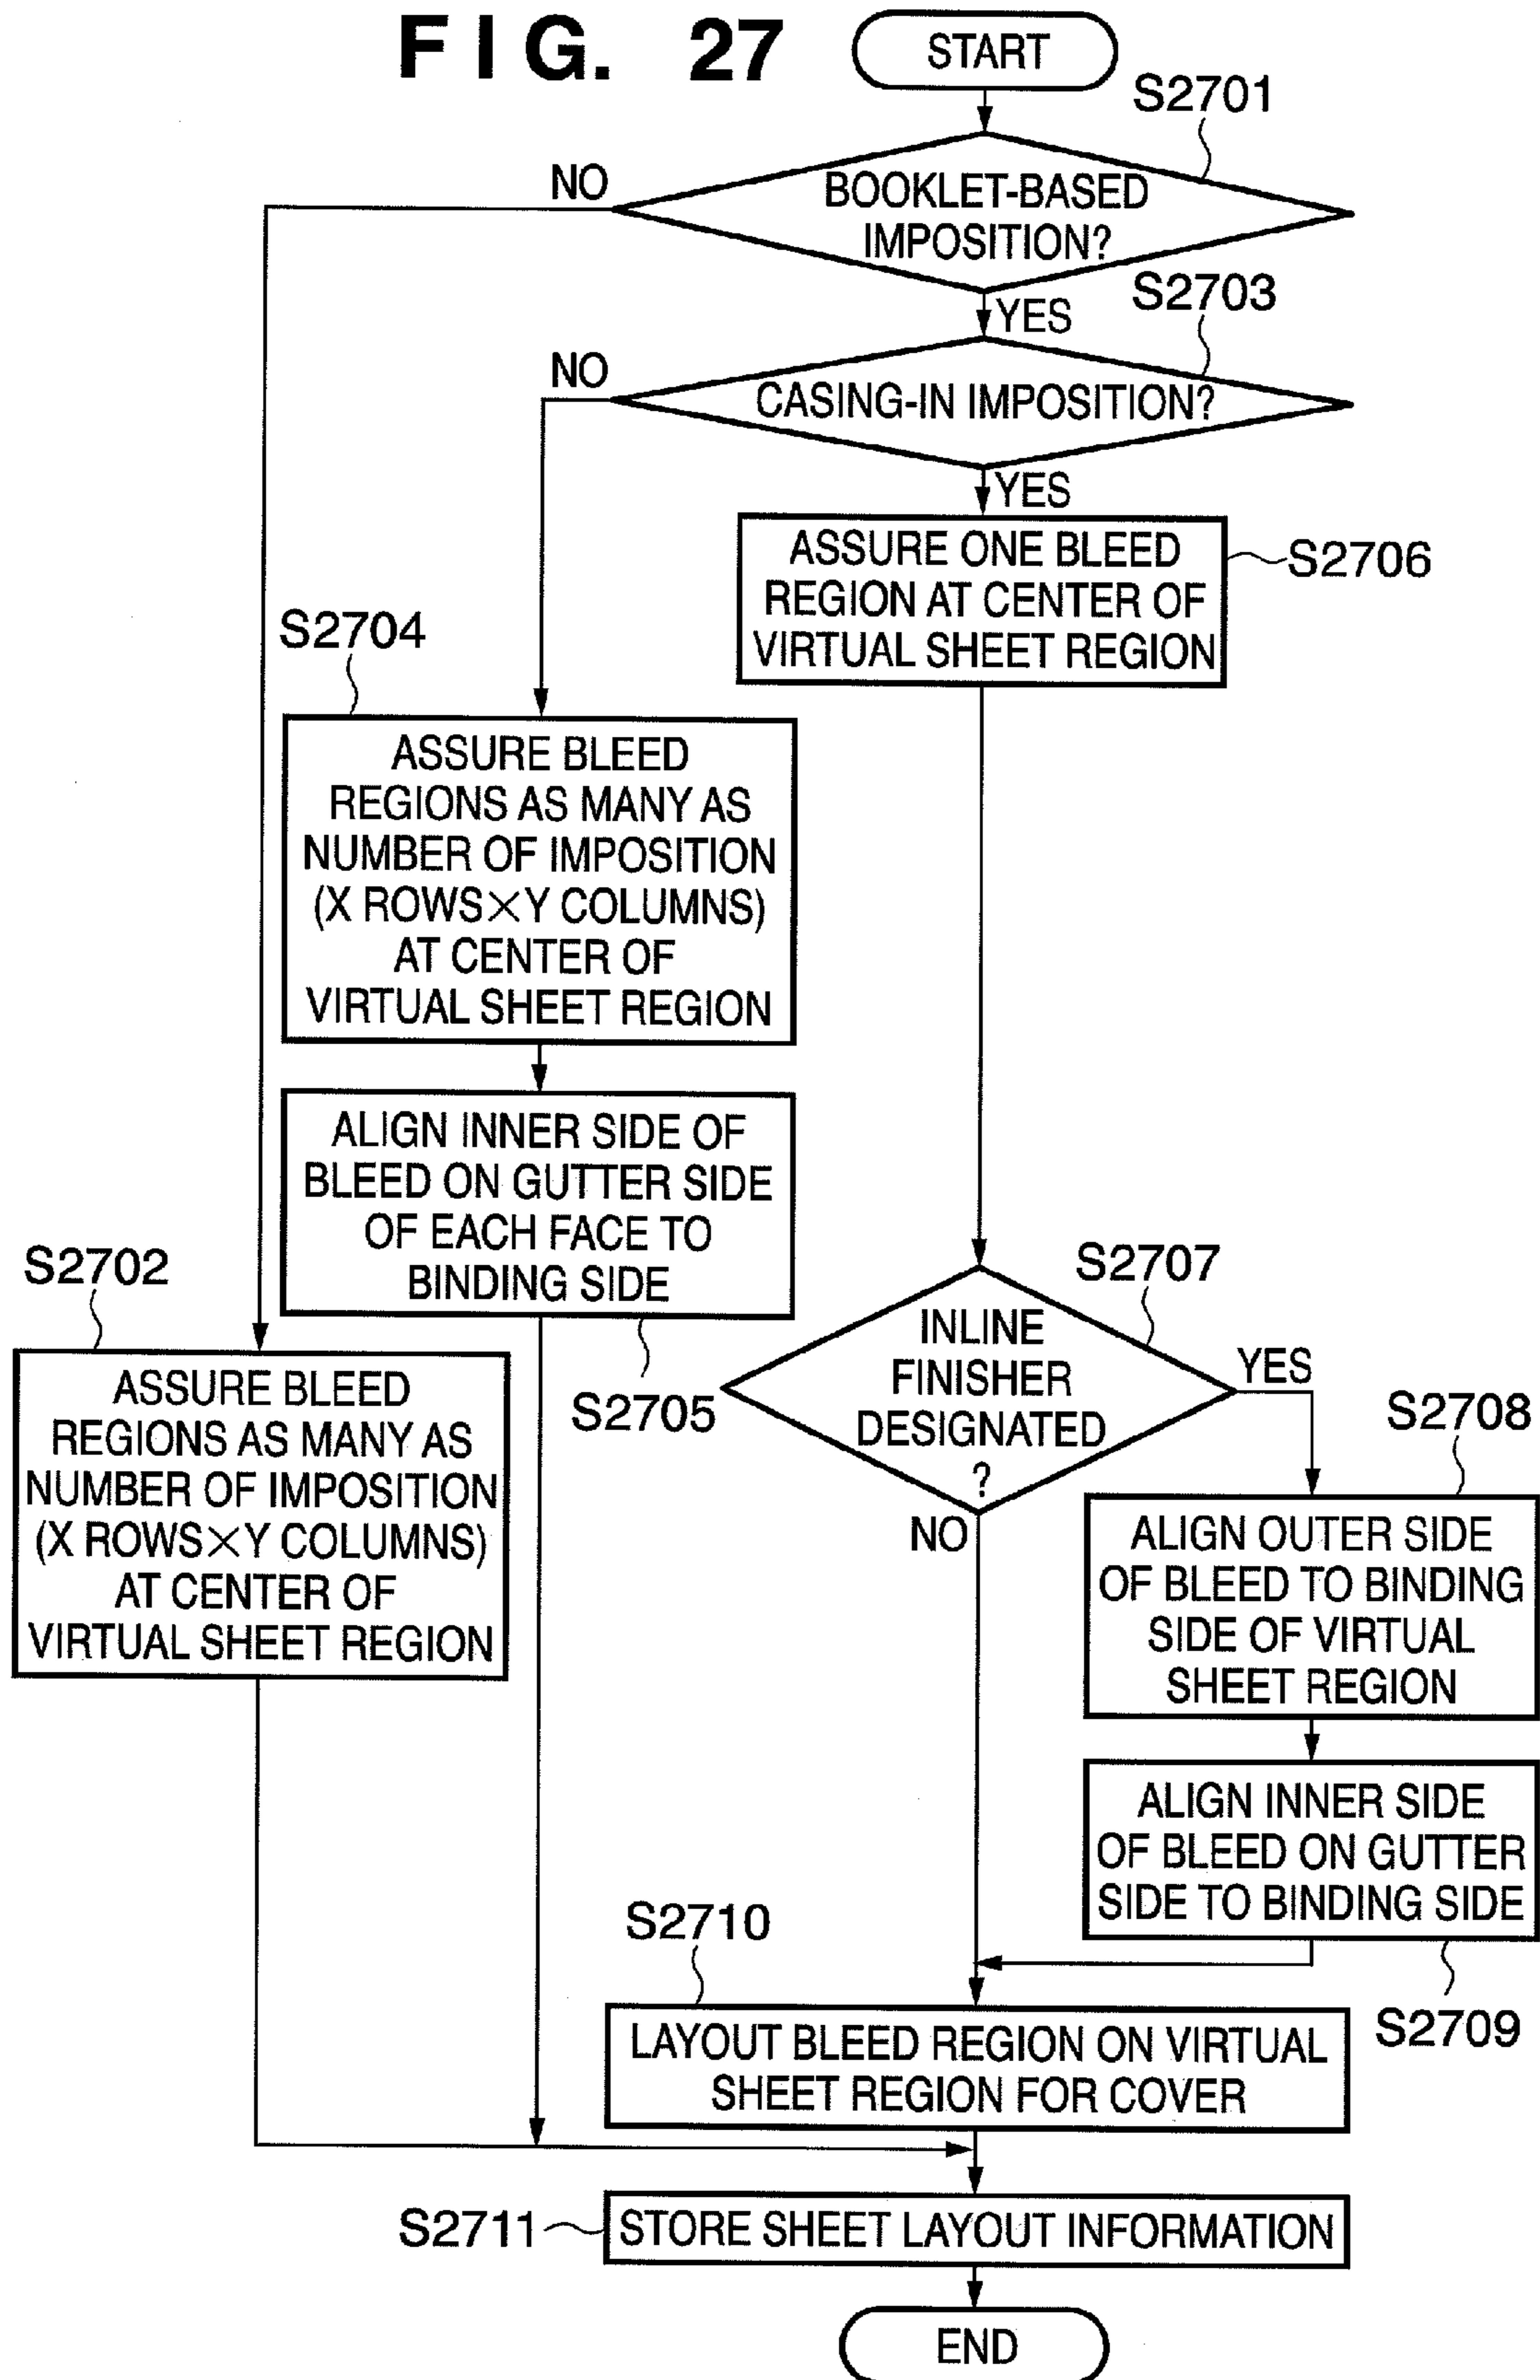 FIG. 27
START
S2701
BOOKLET-BASED
IMPOSITION?
NO
YES
S2703
CASING-IN IMPOSITION?
NO
YES
ASSURE ONE BLEED
REGION AT CENTER OF
VIRTUAL SHEET REGION
S2706
S2704
ASSURE BLEED
REGIONS AS MANY AS
NUMBER OF IMPOSITION
(X ROWS×Y COLUMNS)
AT CENTER OF
VIRTUAL SHEET REGION
ALIGN INNER SIDE OF
BLEED ON GUTTER SIDE
OF EACH FACE TO
BINDING SIDE
S2705
S2702
ASSURE BLEED
REGIONS AS MANY AS
NUMBER OF IMPOSITION
(X ROWS×Y COLUMNS)
AT CENTER OF
VIRTUAL SHEET REGION
S2707
INLINE
FINISHER
DESIGNATED
?
YES
NO
S2708
ALIGN OUTER SIDE
OF BLEED TO BINDING
SIDE OF VIRTUAL
SHEET REGION
ALIGN INNER SIDE
OF BLEED ON GUTTER
SIDE TO BINDING SIDE
S2709
S2710
LAYOUT BLEED REGION ON VIRTUAL
SHEET REGION FOR COVER
S2711
STORE SHEET LAYOUT INFORMATION
END